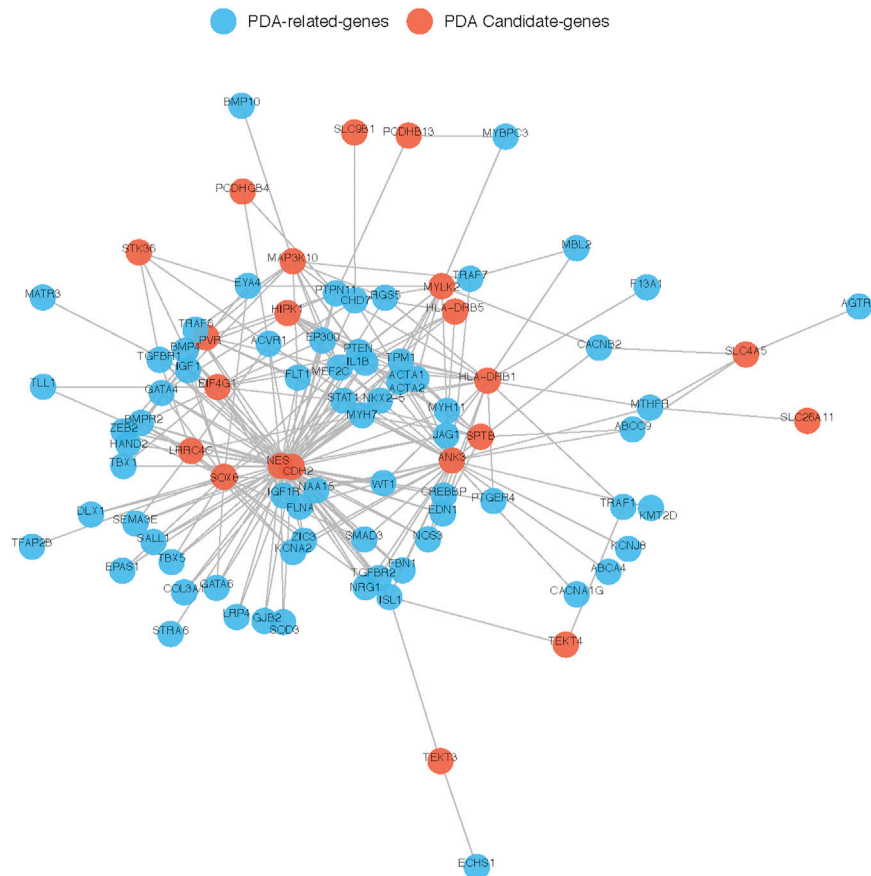 PDA-related-genes PDA Candidate-genes
BMP10
SLC9B1
PCDHB13
MYBPC3
PCDHGB4
STK36
MBL2
MAP3K10
TRAF7
EYA4
PTPN11
CHD7
RGS5
MYLK2
F13A1
MATR3
HLA-DRB5
AGTR
HIPK1
TRAF5
PVR
EP300
ACVR1
BMP4
PTEN
CACNB2
SLC4A5
TGFBR1
IL1B
TPM1
IGF1
MEF2C
FLT1
ACTA1
HLA-DRB1
TLL1
EIF4G1
ACTA2
GATA4
STAT1
NKX2-5
MTHFR
MYH7
MYH11
BMPR2
SLC26A11
ZEB2
JAG1
SPTB
ABCC9
HAND2
LRRC4C
TBX1
NES
CDH2
ANK3
SOX6
NAA15
WT1
IGF1R
CREBBP
PTGER4
FLNA
TRAF1
KMT2D
DLX1
EDN1
SEMA3E
ZIC3
SMAD3
NOS3
TFAP2B
SALL1
KCNA2
KCNJ8
TBX5
EPAS1
TGFBR2
FBN1
ABCA4
COL3A1
GATA6
NRG1
ISL1
CACNA1G
LRP4
GJB2
SOD3
STRA6
TEKT4
TEKT3
ECHS1